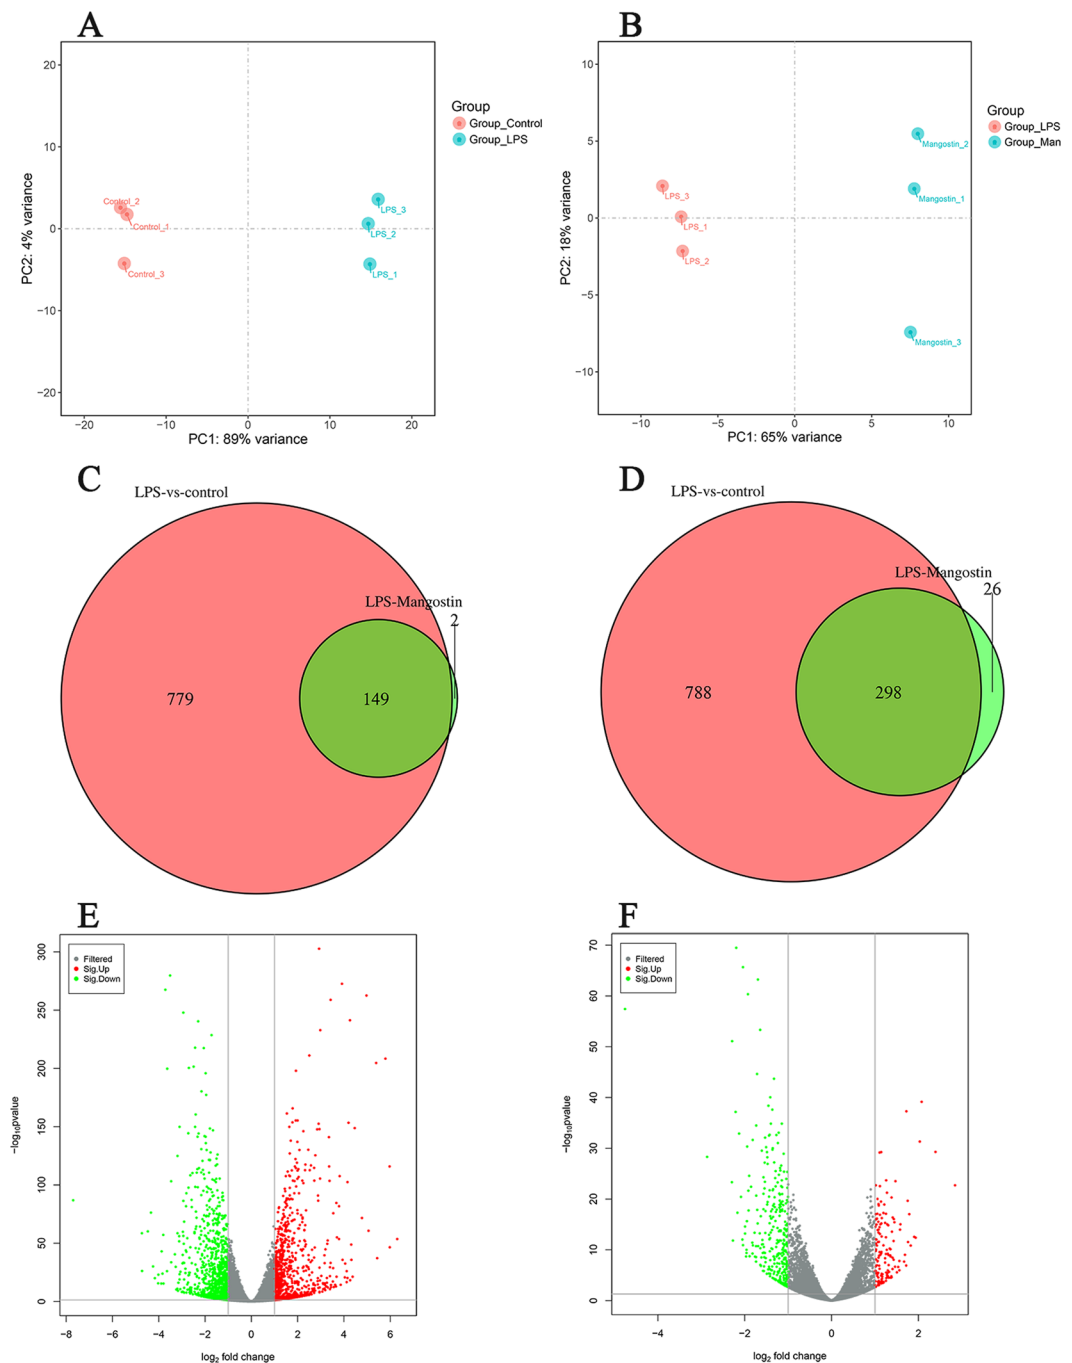 A
20
10
0
−10
−20
−20
−10
0
10
20
PC2: 4% variance
PC1: 89% variance
Control_2
Control_1
Control_3
LPS_3
LPS_2
LPS_1
Group
Group_Control
Group_LPS
B
10
5
0
−5
−10
−10
−5
0
5
10
PC2: 18% variance
PC1: 65% variance
LPS_3
LPS_1
LPS_2
Mangostin_2
Mangostin_1
Mangostin_3
Group
Group_LPS
Group_Man
C
LPS-vs-control
LPS-Mangostin
2
779
149
D
LPS-vs-control
LPS-Mangostin
26
788
298
E
Filtered
Sig.Up
Sig.Down
300
250
200
150
100
50
0
−8
−6
−4
−2
0
2
4
6
−log10pvalue
log2 fold change
F
Filtered
Sig.Up
Sig.Down
70
60
50
40
30
20
10
0
−4
−2
0
2
−log10pvalue
log2 fold change